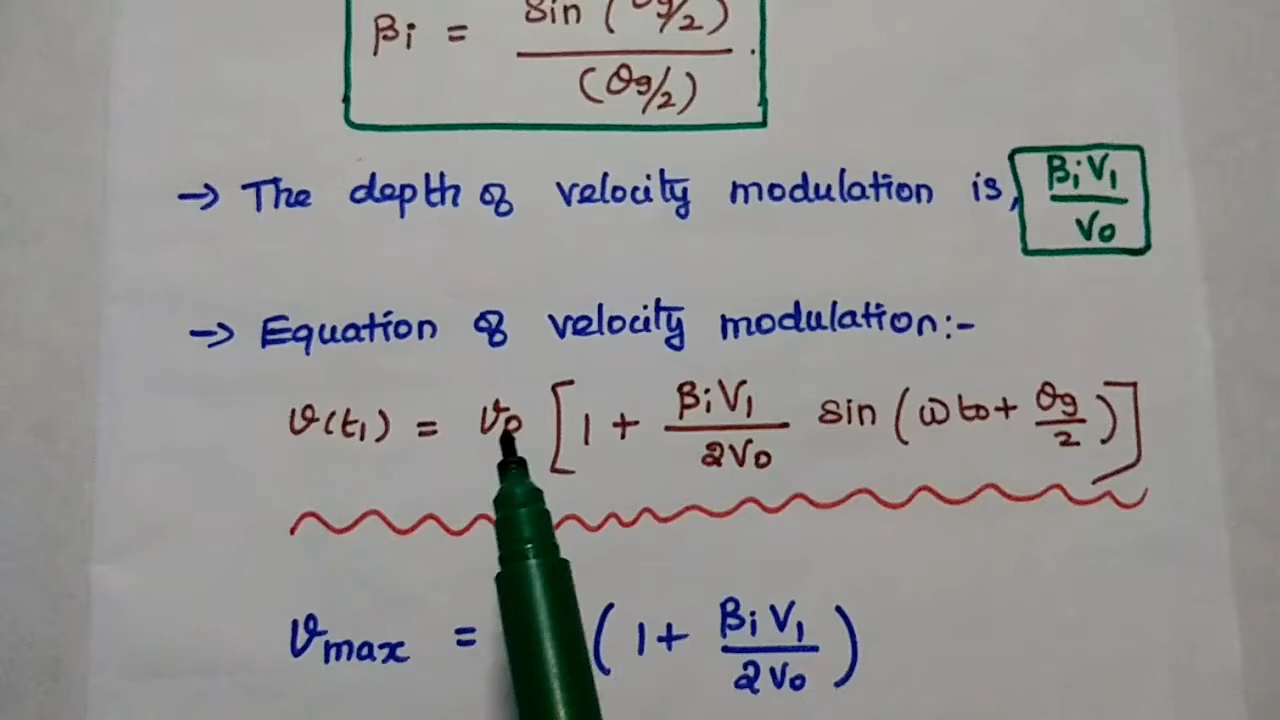 βi = sin (θg/2) / (θg/2) .
→ The depth of velocity modulation is, βiV1 / V0
→ Equation of velocity modulation:-
v(t1) = v0 [ 1 + βiV1 / 2V0 sin (ωt0 + θg/2 ) ]
vmax = ( 1 + βiV1 / 2V0 )